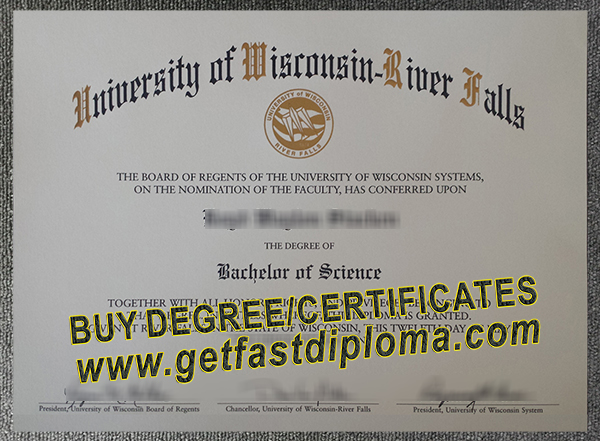 University of Wisconsin-River Falls
UNIVERSITY of WISCONSIN
RIVER FALLS
THE BOARD OF REGENTS OF THE UNIVERSITY OF WISCONSIN SYSTEMS,
ON THE NOMINATION OF THE FACULTY, HAS CONFERRED UPON
THE DEGREE OF
Bachelor of Science
TOGETHER WITH ALL
BUY DEGREE/CERTIFICATES
IS GRANTED.
OF WISCONSIN, THIS TWELFTH DAY
www.getfastdiploma.com
President, University of Wisconsin Board of Regents
Chancellor, University of Wisconsin-River Falls
President, University of Wisconsin System